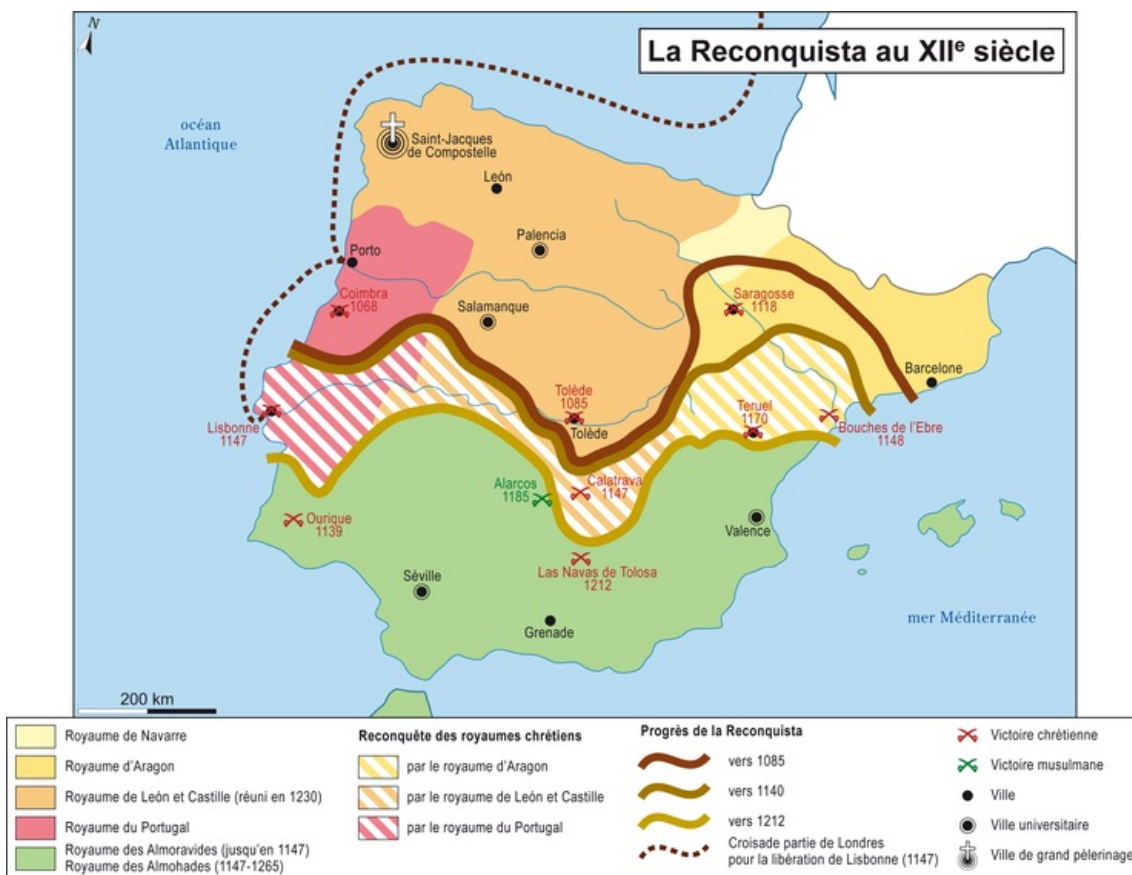 N
La Reconquista au XIIe siècle
océan
Atlantique
Saint-Jacques
de Compostelle
León
Palencia
Porto
Coimbra
1068
Salamanque
Saragosse
1118
Barcelone
Tolède
1085
Tolède
Teruel
1170
Bouches de l'Ebre
1148
Lisbonne
1147
Alarcos
1185
Calatrava
1147
Ourique
1139
Valence
Las Navas de Tolosa
1212
Séville
Grenade
mer Méditerranée
200 km
Royaume de Navarre
Royaume d'Aragon
Royaume de León et Castille (réuni en 1230)
Royaume du Portugal
Royaume des Almoravides (jusqu'en 1147)
Royaume des Almohades (1147-1265)
Reconquête des royaumes chrétiens
par le royaume d'Aragon
par le royaume de León et Castille
par le royaume du Portugal
Progrès de la Reconquista
vers 1085
vers 1140
vers 1212
Croisade partie de Londres
pour la libération de Lisbonne (1147)
Victoire chrétienne
Victoire musulmane
Ville
Ville universitaire
Ville de grand pèlerinage